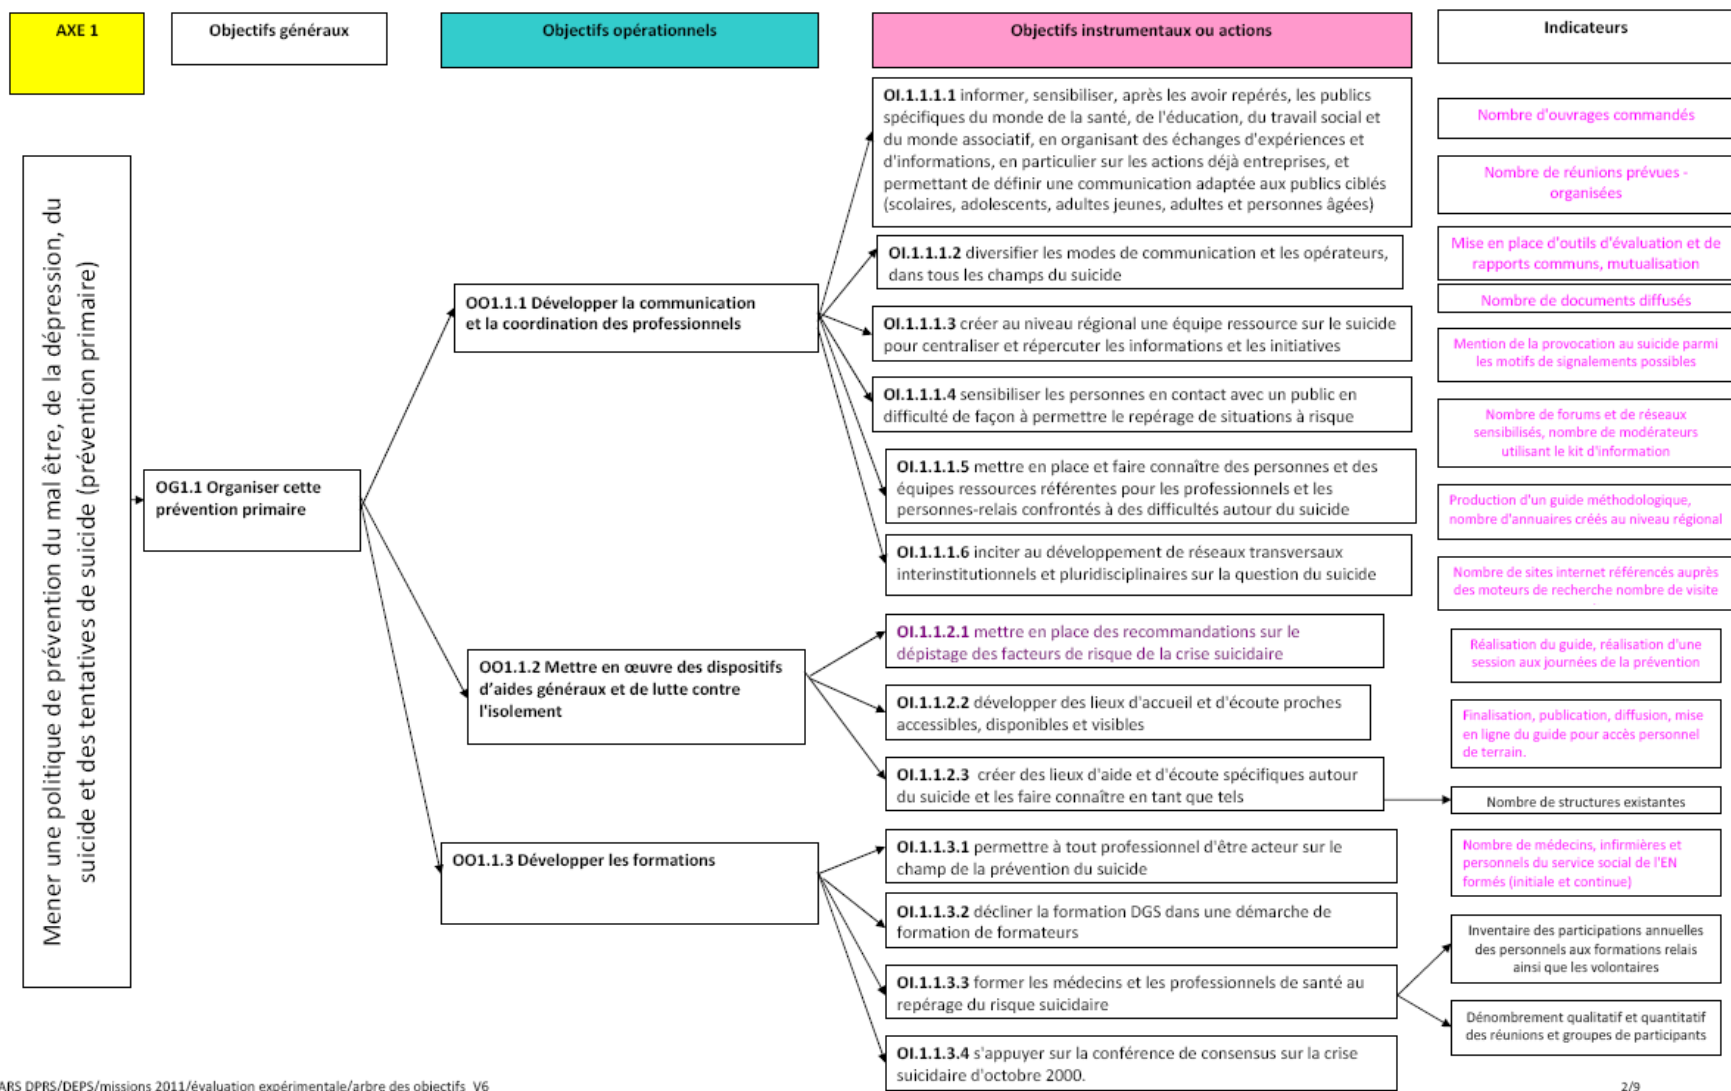 AXE 1
Objectifs généraux
Objectifs opérationnels
Objectifs instrumentaux ou actions
Indicateurs
Mener une politique de prévention du mal être, de la dépression, du
suicide et des tentatives de suicide (prévention primaire)
OG1.1 Organiser cette
prévention primaire
OO1.1.1 Développer la communication
et la coordination des professionnels
OI.1.1.1.1 informer, sensibiliser, après les avoir repérés, les publics
spécifiques du monde de la santé, de l'éducation, du travail social et
du monde associatif, en organisant des échanges d'expériences et
d'informations, en particulier sur les actions déjà entreprises, et
permettant de définir une communication adaptée aux publics ciblés
(scolaires, adolescents, adultes jeunes, adultes et personnes âgées)
OI.1.1.1.2 diversifier les modes de communication et les opérateurs,
dans tous les champs du suicide
OI.1.1.1.3 créer au niveau régional une équipe ressource sur le suicide
pour centraliser et répercuter les informations et les initiatives
OI.1.1.1.4 sensibiliser les personnes en contact avec un public en
difficulté de façon à permettre le repérage de situations à risque
OI.1.1.1.5 mettre en place et faire connaître des personnes et des
équipes ressources référentes pour les professionnels et les
personnes-relais confrontés à des difficultés autour du suicide
OI.1.1.1.6 inciter au développement de réseaux transversaux
interinstitutionnels et pluridisciplinaires sur la question du suicide
OO1.1.2 Mettre en œuvre des dispositifs
d'aides généraux et de lutte contre
l'isolement
OI.1.1.2.1 mettre en place des recommandations sur le
dépistage des facteurs de risque de la crise suicidaire
OI.1.1.2.2 développer des lieux d'accueil et d'écoute proches
accessibles, disponibles et visibles
OI.1.1.2.3 créer des lieux d'aide et d'écoute spécifiques autour
du suicide et les faire connaître en tant que tels
OO1.1.3 Développer les formations
OI.1.1.3.1 permettre à tout professionnel d'être acteur sur le
champ de la prévention du suicide
OI.1.1.3.2 décliner la formation DGS dans une démarche de
formation de formateurs
OI.1.1.3.3 former les médecins et les professionnels de santé au
repérage du risque suicidaire
OI.1.1.3.4 s'appuyer sur la conférence de consensus sur la crise
suicidaire d'octobre 2000.
Nombre d'ouvrages commandés
Nombre de réunions prévues -
organisées
Mise en place d'outils d'évaluation et de
rapports communs, mutualisation
Nombre de documents diffusés
Mention de la provocation au suicide parmi
les motifs de signalements possibles
Nombre de forums et de réseaux
sensibilisés, nombre de modérateurs
utilisant le kit d'information
Production d'un guide méthodologique,
nombre d'annuaires créés au niveau régional
Nombre de sites internet référencés auprès
des moteurs de recherche nombre de visite
Réalisation du guide, réalisation d'une
session aux journées de la prévention
Finalisation, publication, diffusion, mise
en ligne du guide pour accès personnel
de terrain.
Nombre de structures existantes
Nombre de médecins, infirmières et
personnels du service social de l'EN
formés (initiale et continue)
Inventaire des participations annuelles
des personnels aux formations relais
ainsi que les volontaires
Dénombrement qualitatif et quantitatif
des réunions et groupes de participants
ARS DPRS/DEPS/missions 2011/évaluation expérimentale/arbre des objectifs_V6
2/9